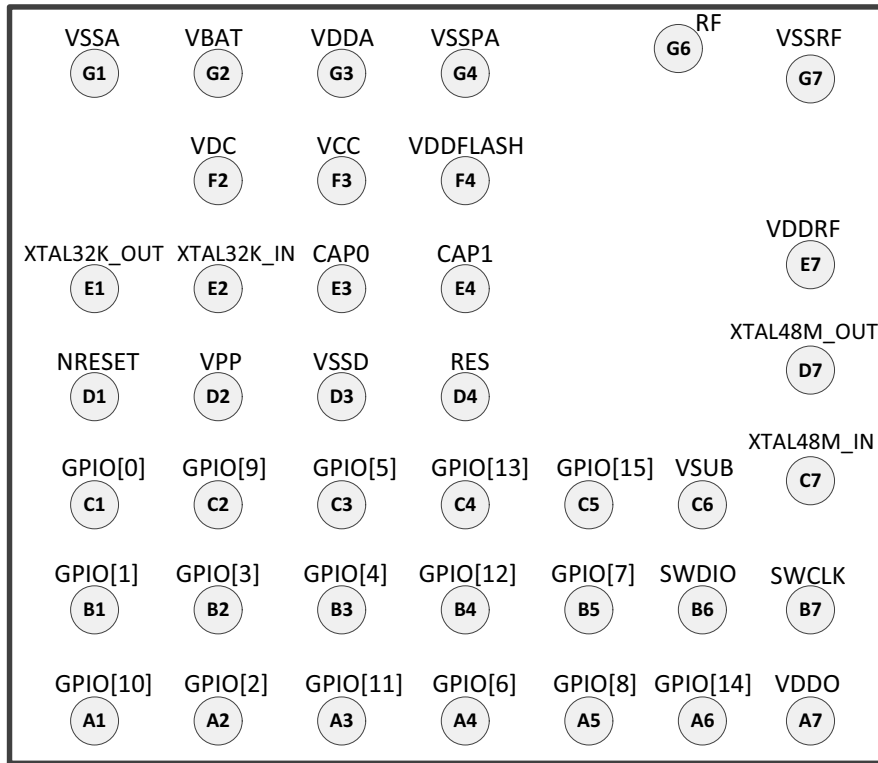 RF
VSSA VBAT VDDA VSSPA VSSRF
G1 G2 G3 G4 G6 G7
VDC VCC VDDFLASH
F2 F3 F4
VDDRF
XTAL32K_OUT XTAL32K_IN CAP0 CAP1
E7
E1 E2 E3 E4
XTAL48M_OUT
NRESET VPP VSSD RES
D7
D1 D2 D3 D4
XTAL48M_IN
GPIO[0] GPIO[9] GPIO[5] GPIO[13] GPIO[15] VSUB
C7
C1 C2 C3 C4 C5 C6
GPIO[1] GPIO[3] GPIO[4] GPIO[12] GPIO[7] SWDIO SWCLK
B1 B2 B3 B4 B5 B6 B7
GPIO[10] GPIO[2] GPIO[11] GPIO[6] GPIO[8] GPIO[14] VDDO
A1 A2 A3 A4 A5 A6 A7